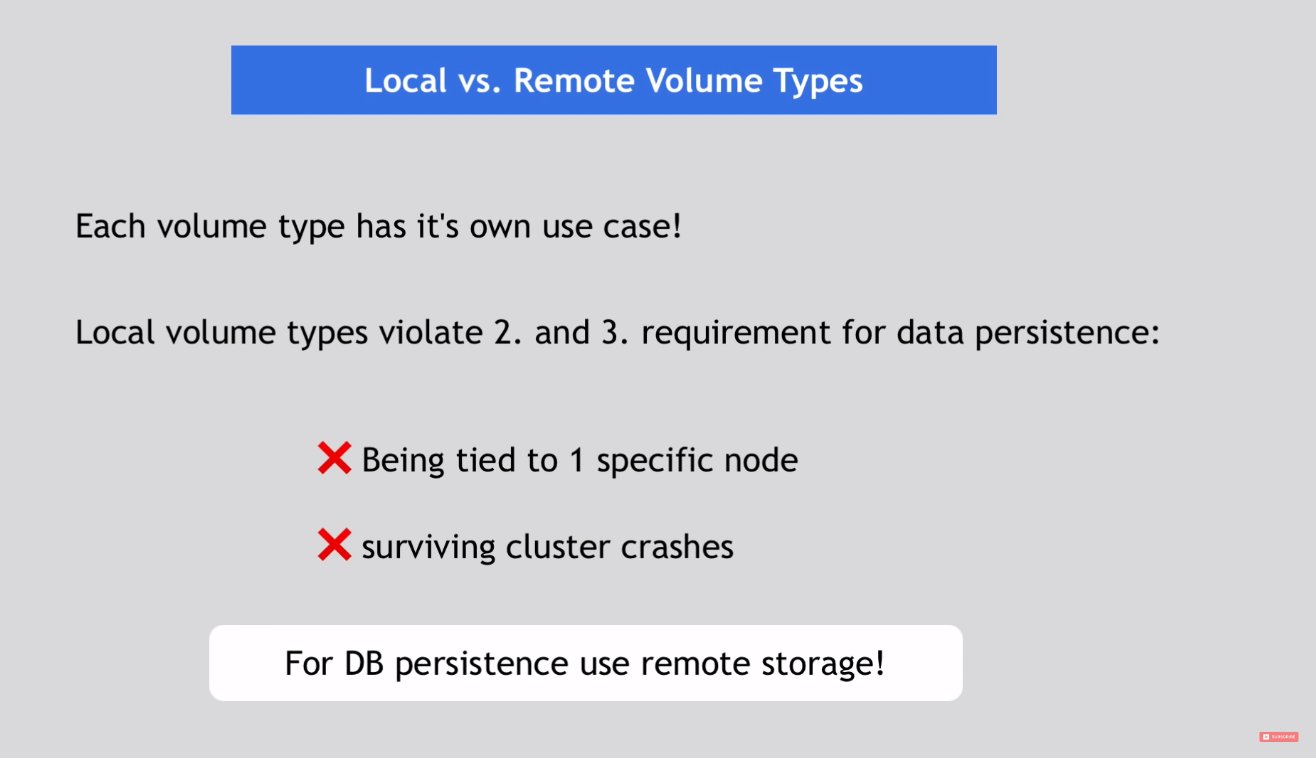 Local vs. Remote Volume Types
Each volume type has it's own use case!
Local volume types violate 2. and 3. requirement for data persistence:
Being tied to 1 specific node
surviving cluster crashes
For DB persistence use remote storage!
SUBSCRIBE